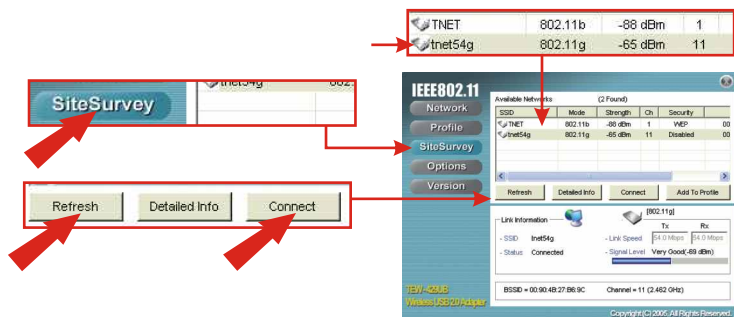 TNET 802.11b -88 dBm 1
tnet54g 802.11g -65 dBm 11
tnet54g 802.
SiteSurvey
Refresh Detailed Info Connect
IEEE802.11
Network
Profile
SiteSurvey
Options
Version
Available Networks (2 Found)
SSID Mode Strength Ch Security
TNET 802.11b -88 dBm 1 WEP 00
tnet54g 802.11g -65 dBm 11 Disabled 00
Refresh Detailed Info Connect Add To Profile
Link Information [802.11g]
Tx Rx
- SSID tnet54g - Link Speed 54.0 Mbps 54.0 Mbps
- Status Connected - Signal Level Very Good(-69 dBm)
BSSID = 00:90:4B:27:B6:9C Channel = 11 (2.462 GHz)
TEW-429UB
Wireless USB 2.0 Adapter
Copyright (C) 2005, All Rights Reserved.